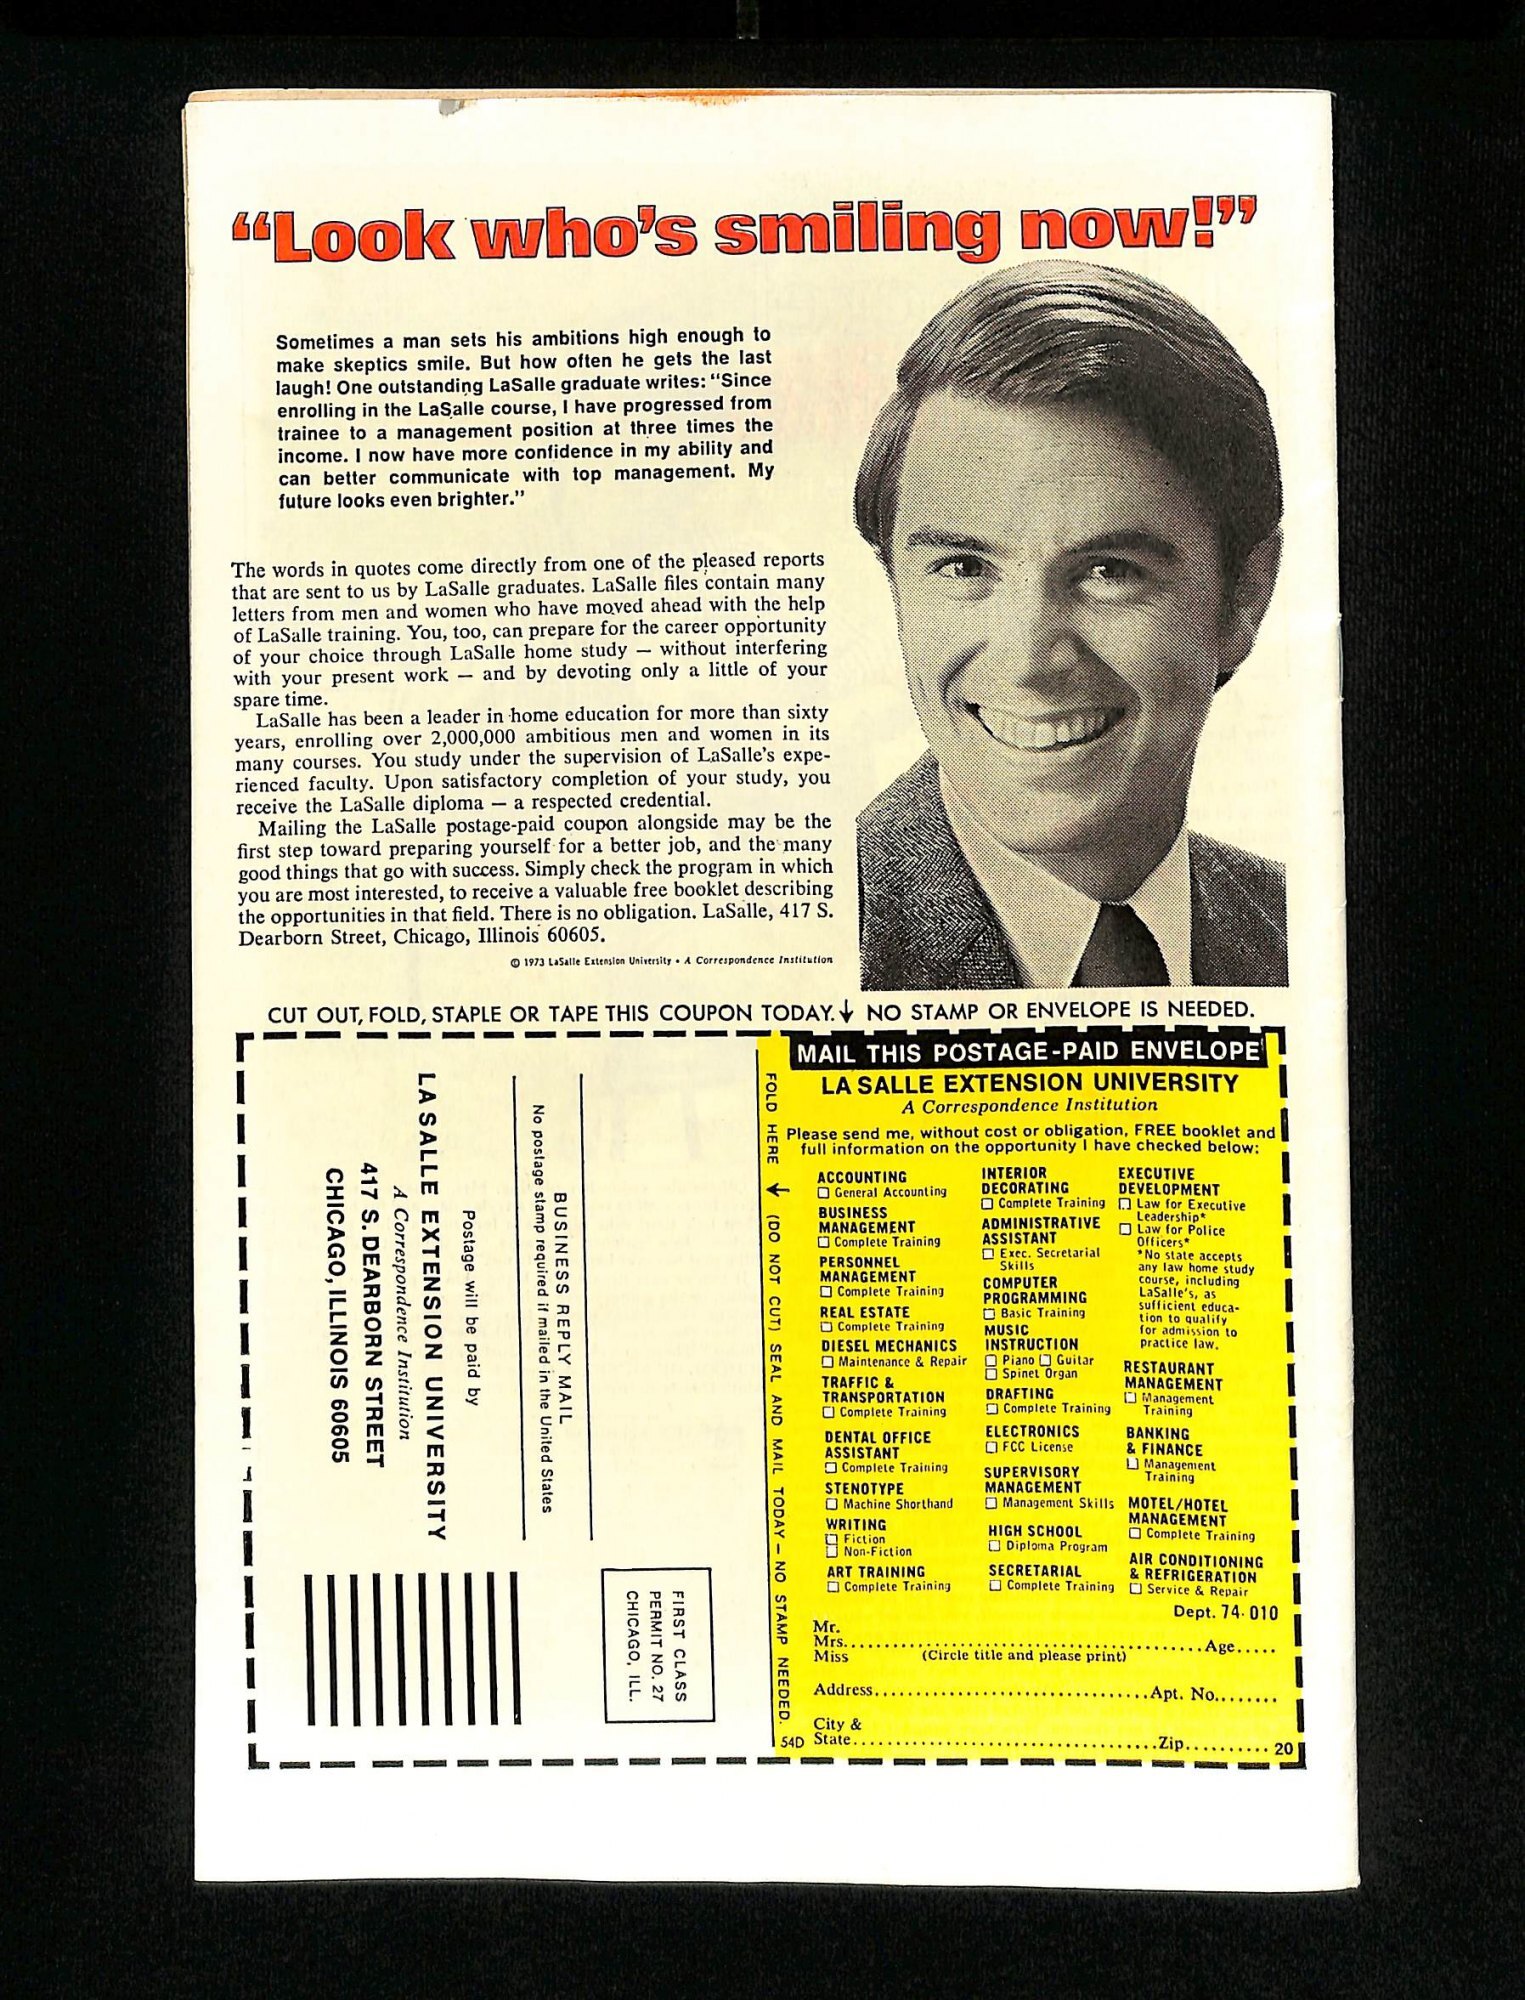 “Look who’s smiling now!”
Sometimes a man sets his ambitions high enough to
make skeptics smile. But how often he gets the last
laugh! One outstanding LaSalle graduate writes: “Since
enrolling in the LaSalle course, I have progressed from
trainee to a management position at three times the
income. I now have more confidence in my ability and
can better communicate with top management. My
future looks even brighter.”
The words in quotes come directly from one of the pleased reports
that are sent to us by LaSalle graduates. LaSalle files contain many
letters from men and women who have moved ahead with the help
of LaSalle training. You, too, can prepare for the career opportunity
of your choice through LaSalle home study — without interfering
with your present work — and by devoting only a little of your
spare time.
LaSalle has been a leader in home education for more than sixty
years, enrolling over 2,000,000 ambitious men and women in its
many courses. You study under the supervision of LaSalle’s expe-
rienced faculty. Upon satisfactory completion of your study, you
receive the LaSalle diploma — a respected credential.
Mailing the LaSalle postage-paid coupon alongside may be the
first step toward preparing yourself for a better job, and the many
good things that go with success. Simply check the program in which
you are most interested, to receive a valuable free booklet describing
the opportunities in that field. There is no obligation. LaSalle, 417 S.
Dearborn Street, Chicago, Illinois 60605.
© 1973 LaSalle Extension University • A Correspondence Institution
CUT OUT, FOLD, STAPLE OR TAPE THIS COUPON TODAY. ↓ NO STAMP OR ENVELOPE IS NEEDED.
FIRST CLASS
PERMIT NO. 27
CHICAGO, ILL.
BUSINESS REPLY MAIL
No postage stamp required if mailed in the United States
Postage will be paid by
LA SALLE EXTENSION UNIVERSITY
A Correspondence Institution
417 S. DEARBORN STREET
CHICAGO, ILLINOIS 60605
FOLD HERE ↓ (DO NOT CUT) SEAL AND MAIL TODAY — NO STAMP NEEDED.
MAIL THIS POSTAGE-PAID ENVELOPE
LA SALLE EXTENSION UNIVERSITY
A Correspondence Institution
Please send me, without cost or obligation, FREE booklet and
full information on the opportunity I have checked below:
ACCOUNTING
☐ General Accounting
BUSINESS
MANAGEMENT
☐ Complete Training
PERSONNEL
MANAGEMENT
☐ Complete Training
REAL ESTATE
☐ Complete Training
DIESEL MECHANICS
☐ Maintenance & Repair
TRAFFIC &
TRANSPORTATION
☐ Complete Training
DENTAL OFFICE
ASSISTANT
☐ Complete Training
STENOTYPE
☐ Machine Shorthand
WRITING
☐ Fiction
☐ Non-Fiction
ART TRAINING
☐ Complete Training
INTERIOR
DECORATING
☐ Complete Training
ADMINISTRATIVE
ASSISTANT
☐ Exec. Secretarial
Skills
COMPUTER
PROGRAMMING
☐ Basic Training
MUSIC
INSTRUCTION
☐ Piano ☐ Guitar
☐ Spinet Organ
DRAFTING
☐ Complete Training
ELECTRONICS
☐ FCC License
SUPERVISORY
MANAGEMENT
☐ Management Skills
HIGH SCHOOL
☐ Diploma Program
SECRETARIAL
☐ Complete Training
EXECUTIVE
DEVELOPMENT
☐ Law for Executive
Leadership*
☐ Law for Police
Officers*
*No state accepts
any law home study
course, including
LaSalle’s, as
sufficient educa-
tion to qualify
for admission to
practice law.
RESTAURANT
MANAGEMENT
☐ Management
Training
BANKING
& FINANCE
☐ Management
Training
MOTEL/HOTEL
MANAGEMENT
☐ Complete Training
AIR CONDITIONING
& REFRIGERATION
☐ Service & Repair
Dept. 74-010
Mr.
Mrs. Age
Miss (Circle title and please print)
Address Apt. No.
City &
54D State Zip 20